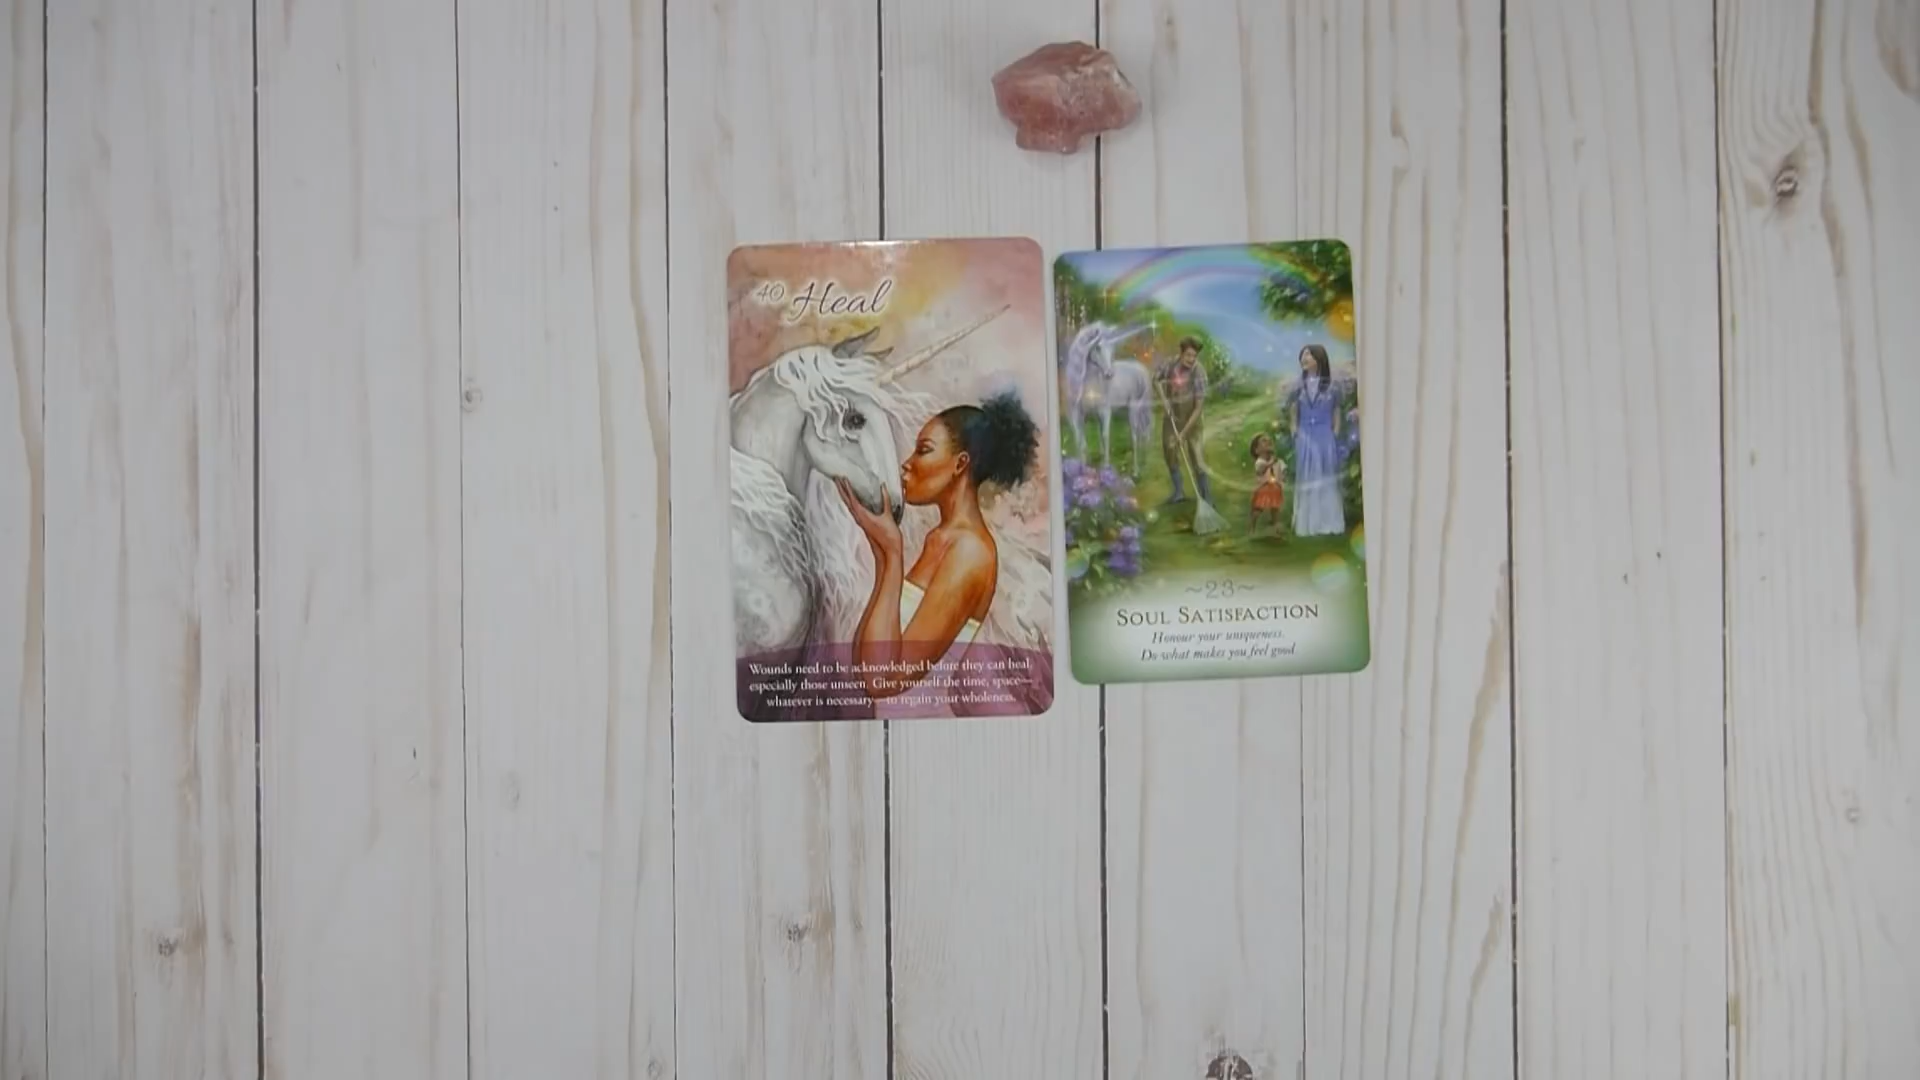 40 Heal
Wounds need to be acknowledged before they can heal,
especially those unseen. Give yourself the time, space—
whatever is necessary—to regain your wholeness.
~23~
SOUL SATISFACTION
Honour your uniqueness.
Do what makes you feel good.